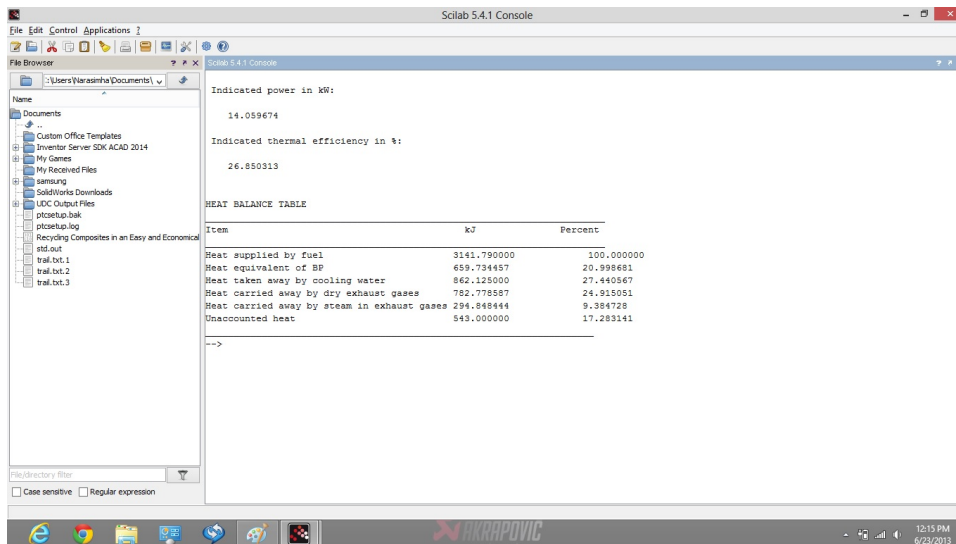 Scilab 5.4.1 Console
File Edit Control Applications ?
File Browser
Scilab 5.4.1 Console
:\Users\Narasimha\Documents\
Name
Documents
..
Custom Office Templates
Inventor Server SDK ACAD 2014
My Games
My Received Files
samsung
SolidWorks Downloads
UDC Output Files
ptcsetup.bak
ptcsetup.log
Recycling Composites in an Easy and Economical
std.out
trail.txt.1
trail.txt.2
trail.txt.3
File/directory filter
Case sensitive Regular expression
Indicated power in kW:
14.059674
Indicated thermal efficiency in %:
26.850313
HEAT BALANCE TABLE
Item kJ Percent
Heat supplied by fuel 3141.790000 100.000000
Heat equivalent of BP 659.734457 20.998681
Heat taken away by cooling water 862.125000 27.440567
Heat carried away by dry exhaust gases 782.778587 24.915051
Heat carried away by steam in exhaust gases 294.848444 9.384728
Unaccounted heat 543.000000 17.283141
-->
AKRAPOVIC
12:15 PM
6/23/2013